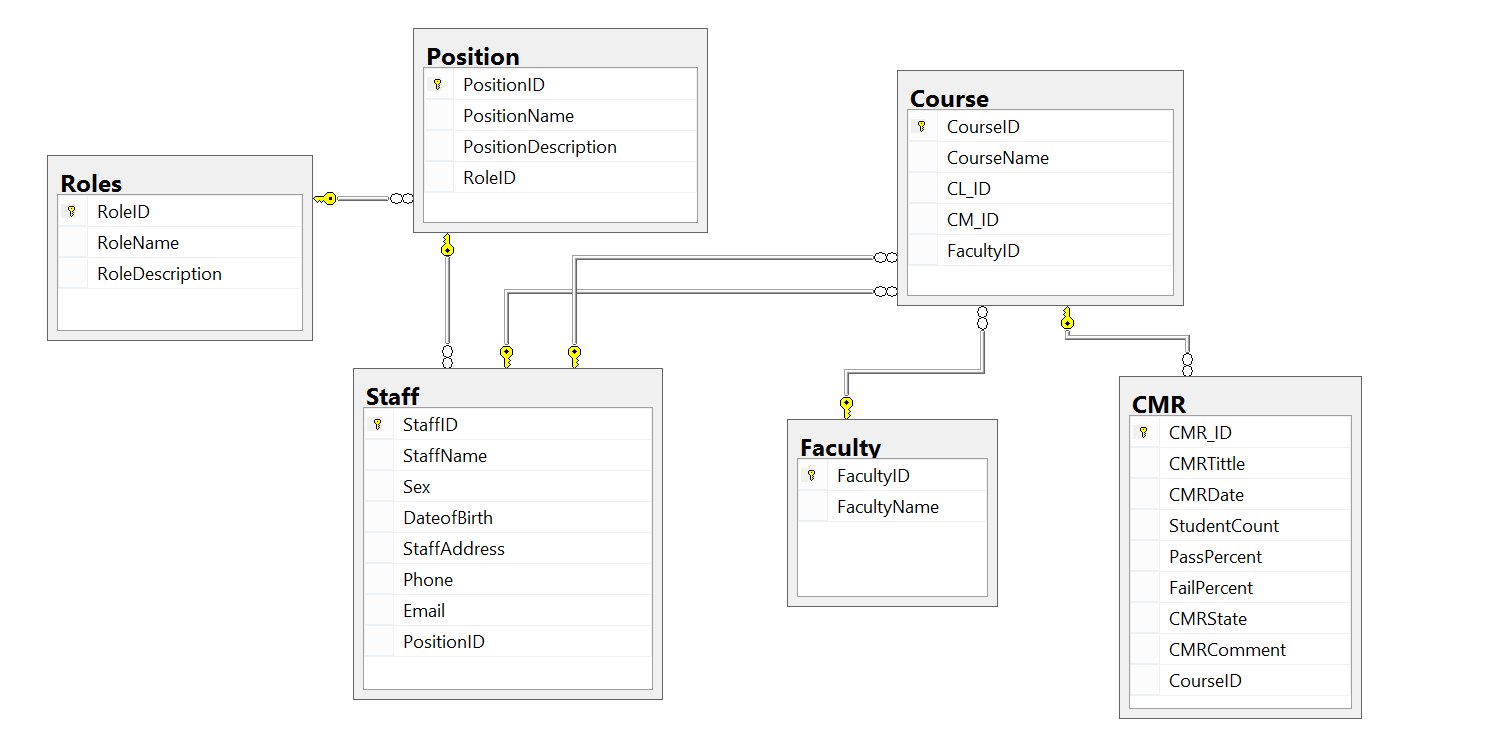 Position
PositionID
PositionName
PositionDescription
RoleID
Course
CourseID
CourseName
CL_ID
CM_ID
FacultyID
Roles
RoleID
RoleName
RoleDescription
Staff
StaffID
StaffName
Sex
DateofBirth
StaffAddress
Phone
Email
PositionID
Faculty
FacultyID
FacultyName
CMR
CMR_ID
CMRTittle
CMRDate
StudentCount
PassPercent
FailPercent
CMRState
CMRComment
CourseID